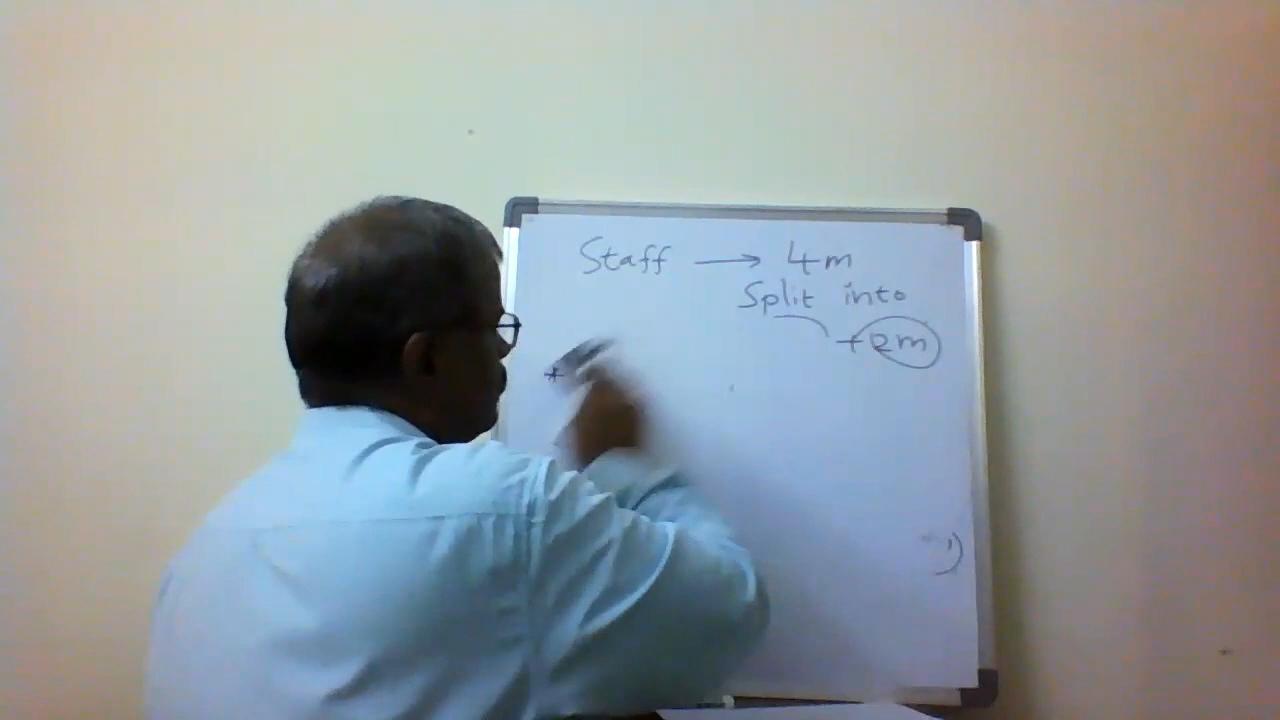 Staff → 4m
Split into
+2m
*